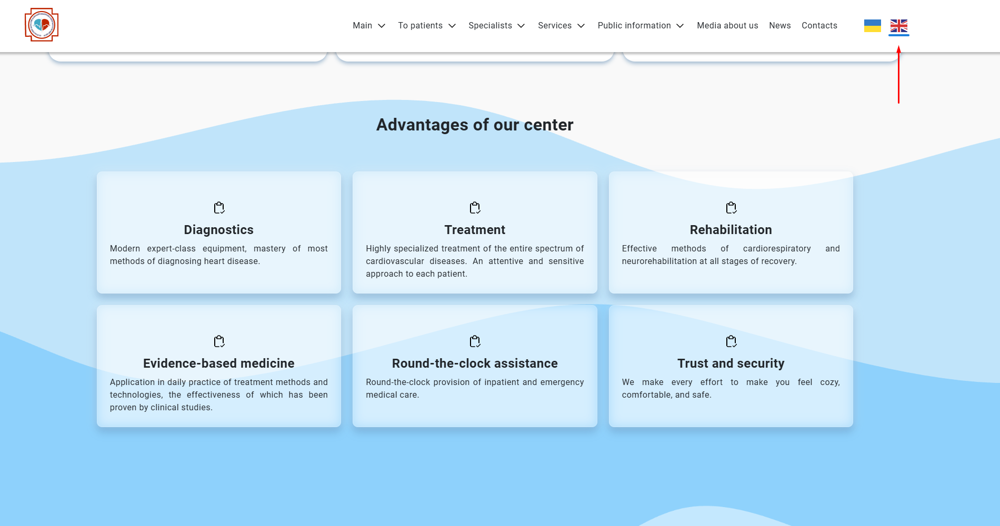 Main To patients Specialists Services Public information Media about us News Contacts
Advantages of our center
Diagnostics
Modern expert-class equipment, mastery of most
methods of diagnosing heart disease.
Treatment
Highly specialized treatment of the entire spectrum of
cardiovascular diseases. An attentive and sensitive
approach to each patient.
Rehabilitation
Effective methods of cardiorespiratory and
neurorehabilitation at all stages of recovery.
Evidence-based medicine
Application in daily practice of treatment methods and
technologies, the effectiveness of which has been
proven by clinical studies.
Round-the-clock assistance
Round-the-clock provision of inpatient and emergency
medical care.
Trust and security
We make every effort to make you feel cozy,
comfortable, and safe.